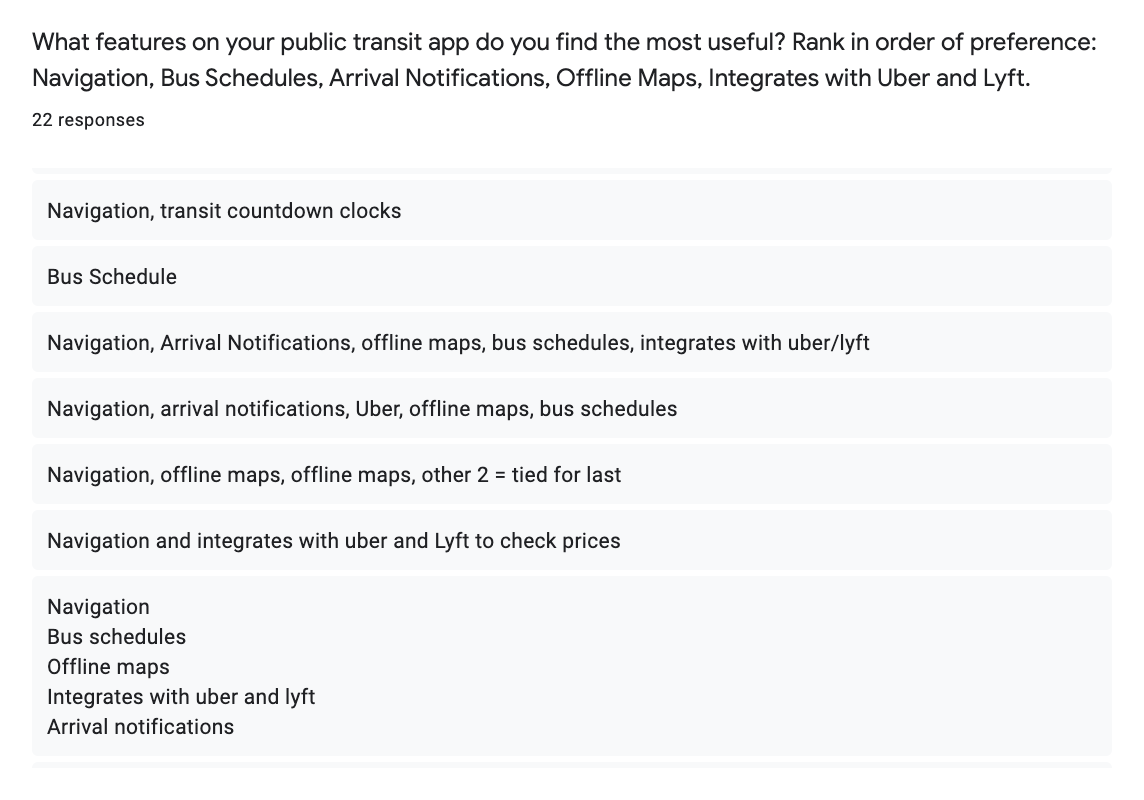 What features on your public transit app do you find the most useful? Rank in order of preference:
Navigation, Bus Schedules, Arrival Notifications, Offline Maps, Integrates with Uber and Lyft.
22 responses
Navigation, transit countdown clocks
Bus Schedule
Navigation, Arrival Notifications, offline maps, bus schedules, integrates with uber/lyft
Navigation, arrival notifications, Uber, offline maps, bus schedules
Navigation, offline maps, offline maps, other 2 = tied for last
Navigation and integrates with uber and Lyft to check prices
Navigation
Bus schedules
Offline maps
Integrates with uber and lyft
Arrival notifications